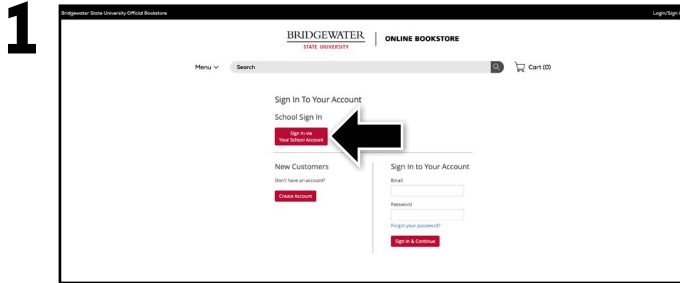 1
Bridgewater State University Official Bookstore
Login/Sign
BRIDGEWATER
STATE UNIVERSITY
ONLINE BOOKSTORE
Menu
Search
Cart (0)
Sign In To Your Account
School Sign In
Sign In via
Your School Account
New Customers
Don't have an account?
Create Account
Sign In to Your Account
Email
Password
Forgot your password?
Sign In & Continue